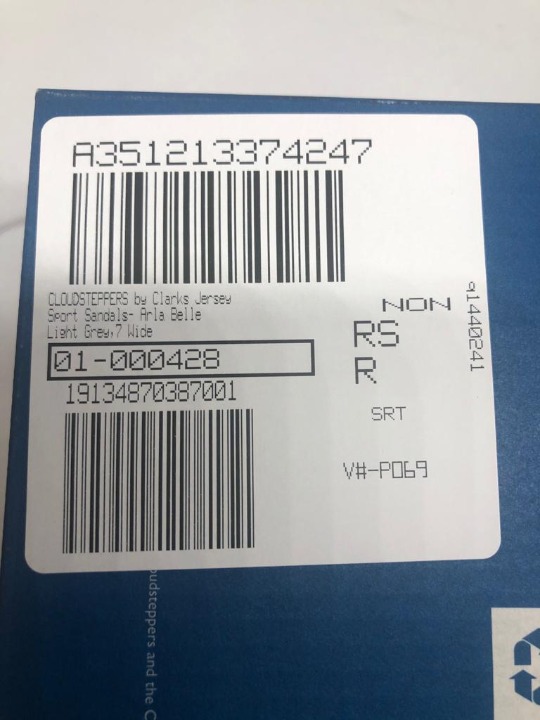 A351213374247
CLOUDSTEPPERS by Clarks Jersey
Sport Sandals- Arla Belle
Light Grey,7 Wide
01-000428
19134870387001
NON
RS
R
SRT
V#-P069
91440241
oudsteppers and the C